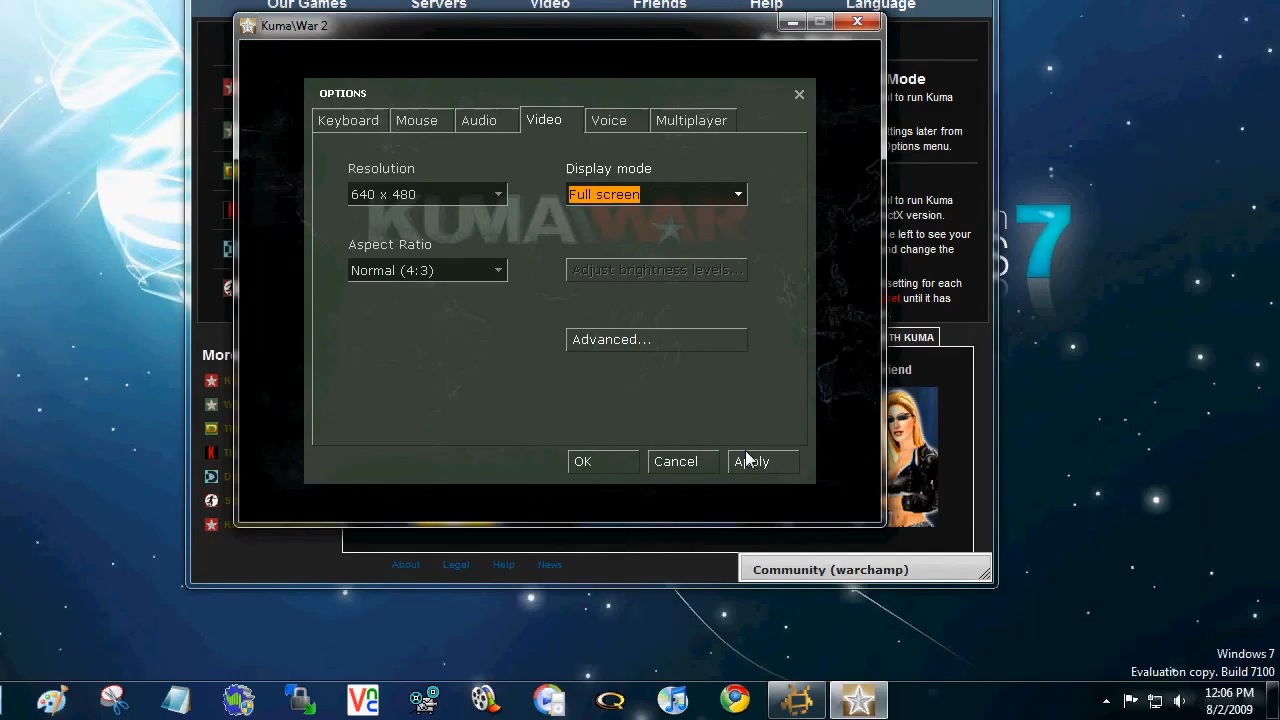 Our Games Servers Video Friends Help Language
Kuma\War 2
OPTIONS
Keyboard Mouse Audio Video Voice Multiplayer
Resolution
Display mode
640 x 480
Full screen
KUMAWAR
Aspect Ratio
Normal (4:3)
Adjust brightness levels...
Advanced...
OK Cancel Apply
Mode
to run Kuma
ttings later from
Options menu.
to run Kuma
ctX version.
e left to see your
nd change the
setting for each
set until it has
TH KUMA
iend
More
About Legal Help News
Community (warchamp)
7
Windows 7
Evaluation copy. Build 7100
12:06 PM
8/2/2009